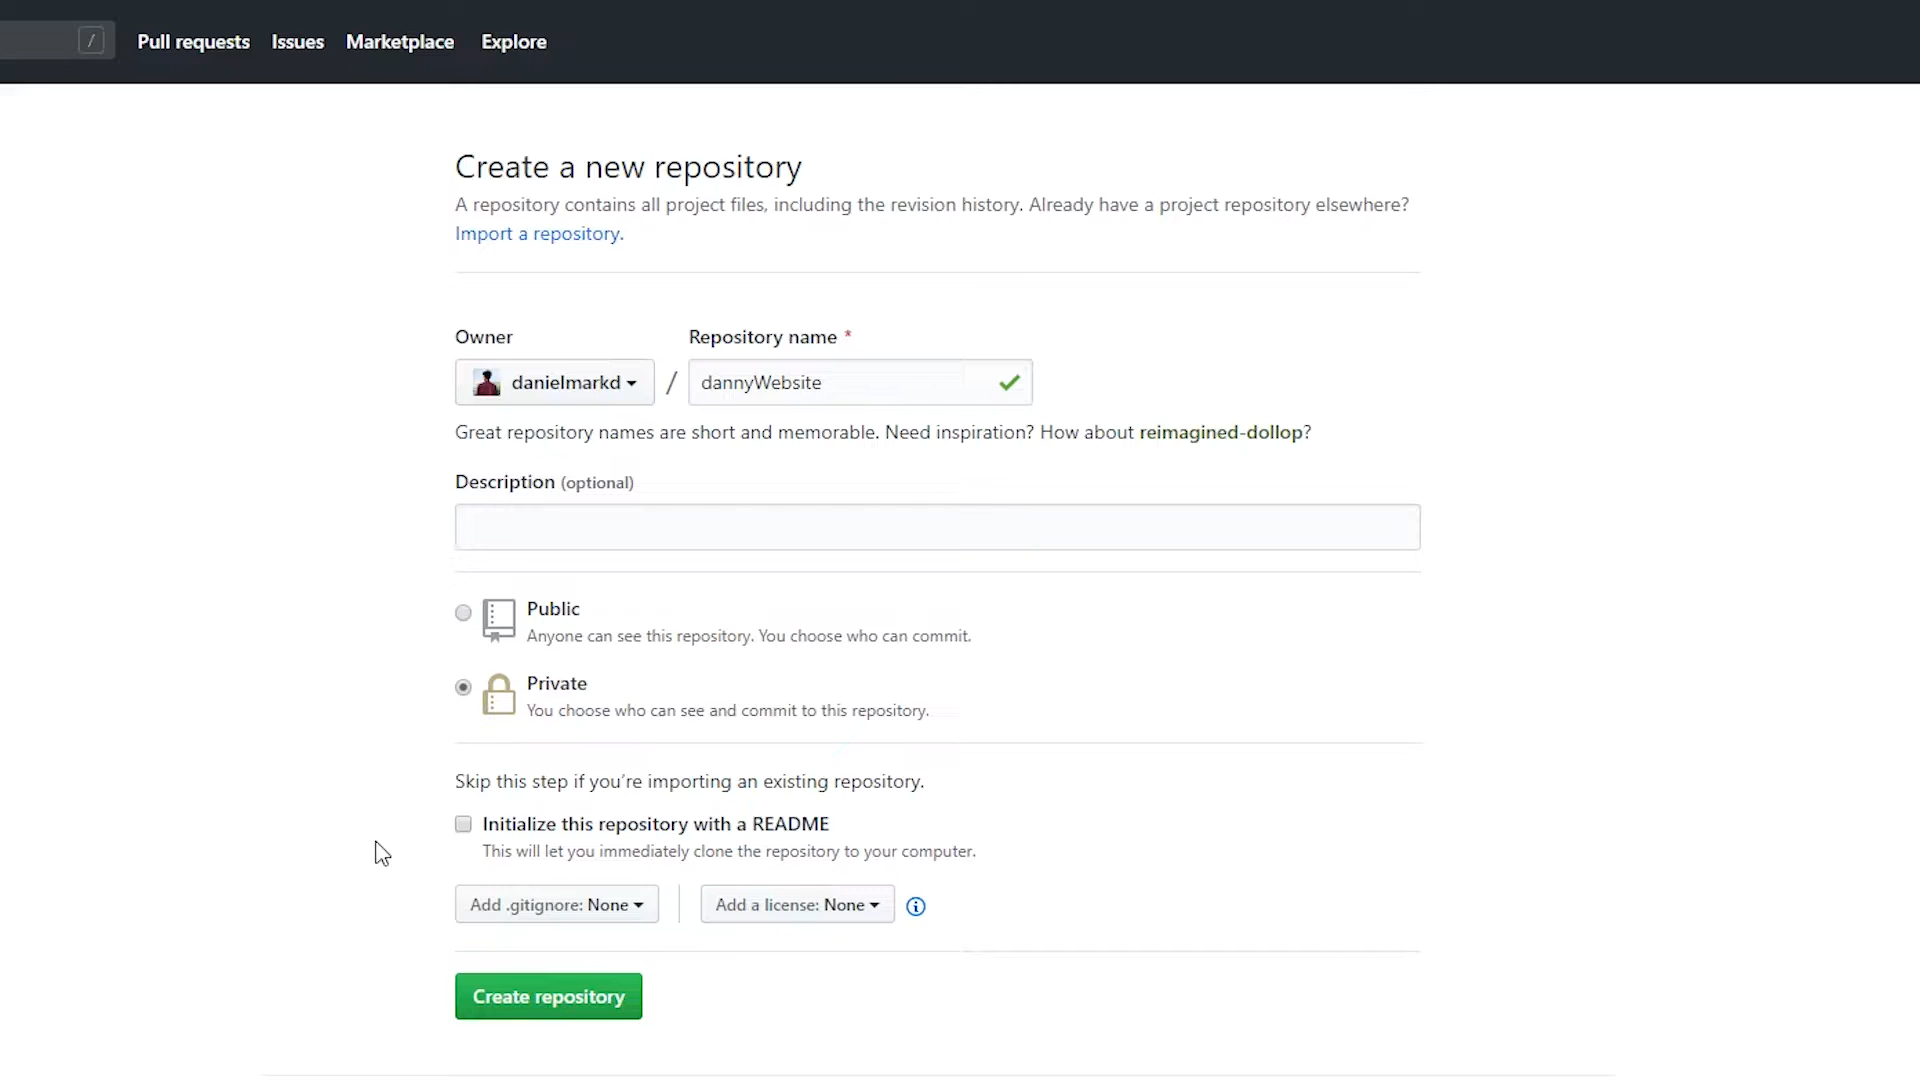 / Pull requests Issues Marketplace Explore
Create a new repository
A repository contains all project files, including the revision history. Already have a project repository elsewhere?
Import a repository.
Owner Repository name *
danielmarkd / dannyWebsite
Great repository names are short and memorable. Need inspiration? How about reimagined-dollop?
Description (optional)
Public
Anyone can see this repository. You choose who can commit.
Private
You choose who can see and commit to this repository.
Skip this step if you’re importing an existing repository.
Initialize this repository with a README
This will let you immediately clone the repository to your computer.
Add .gitignore: None Add a license: None
Create repository